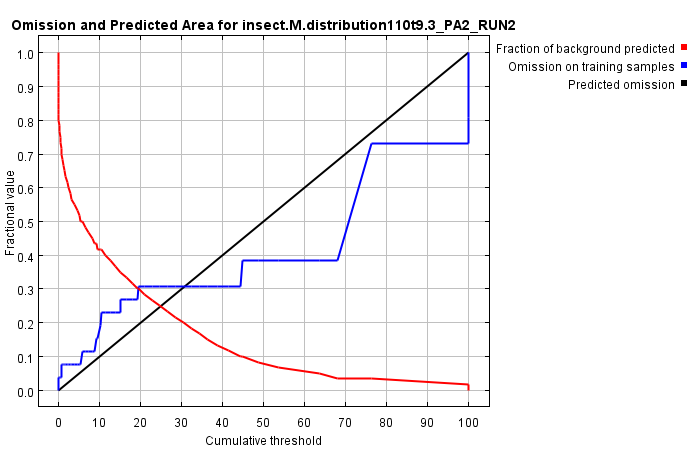 Omission and Predicted Area for insect.M.distribution110t9.3_PA2_RUN2
Fraction of background predicted
Omission on training samples
Predicted omission
Fractional value
1.0
0.9
0.8
0.7
0.6
0.5
0.4
0.3
0.2
0.1
0.0
0 10 20 30 40 50 60 70 80 90 100
Cumulative threshold